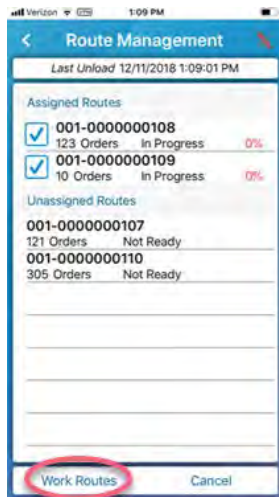 Verizon LTE 1:09 PM
Route Management
Last Unload 12/11/2018 1:09:01 PM
Assigned Routes
001-0000000108
123 Orders In Progress 0%
001-0000000109
10 Orders In Progress 0%
Unassigned Routes
001-0000000107
121 Orders Not Ready
001-0000000110
305 Orders Not Ready
Work Routes Cancel